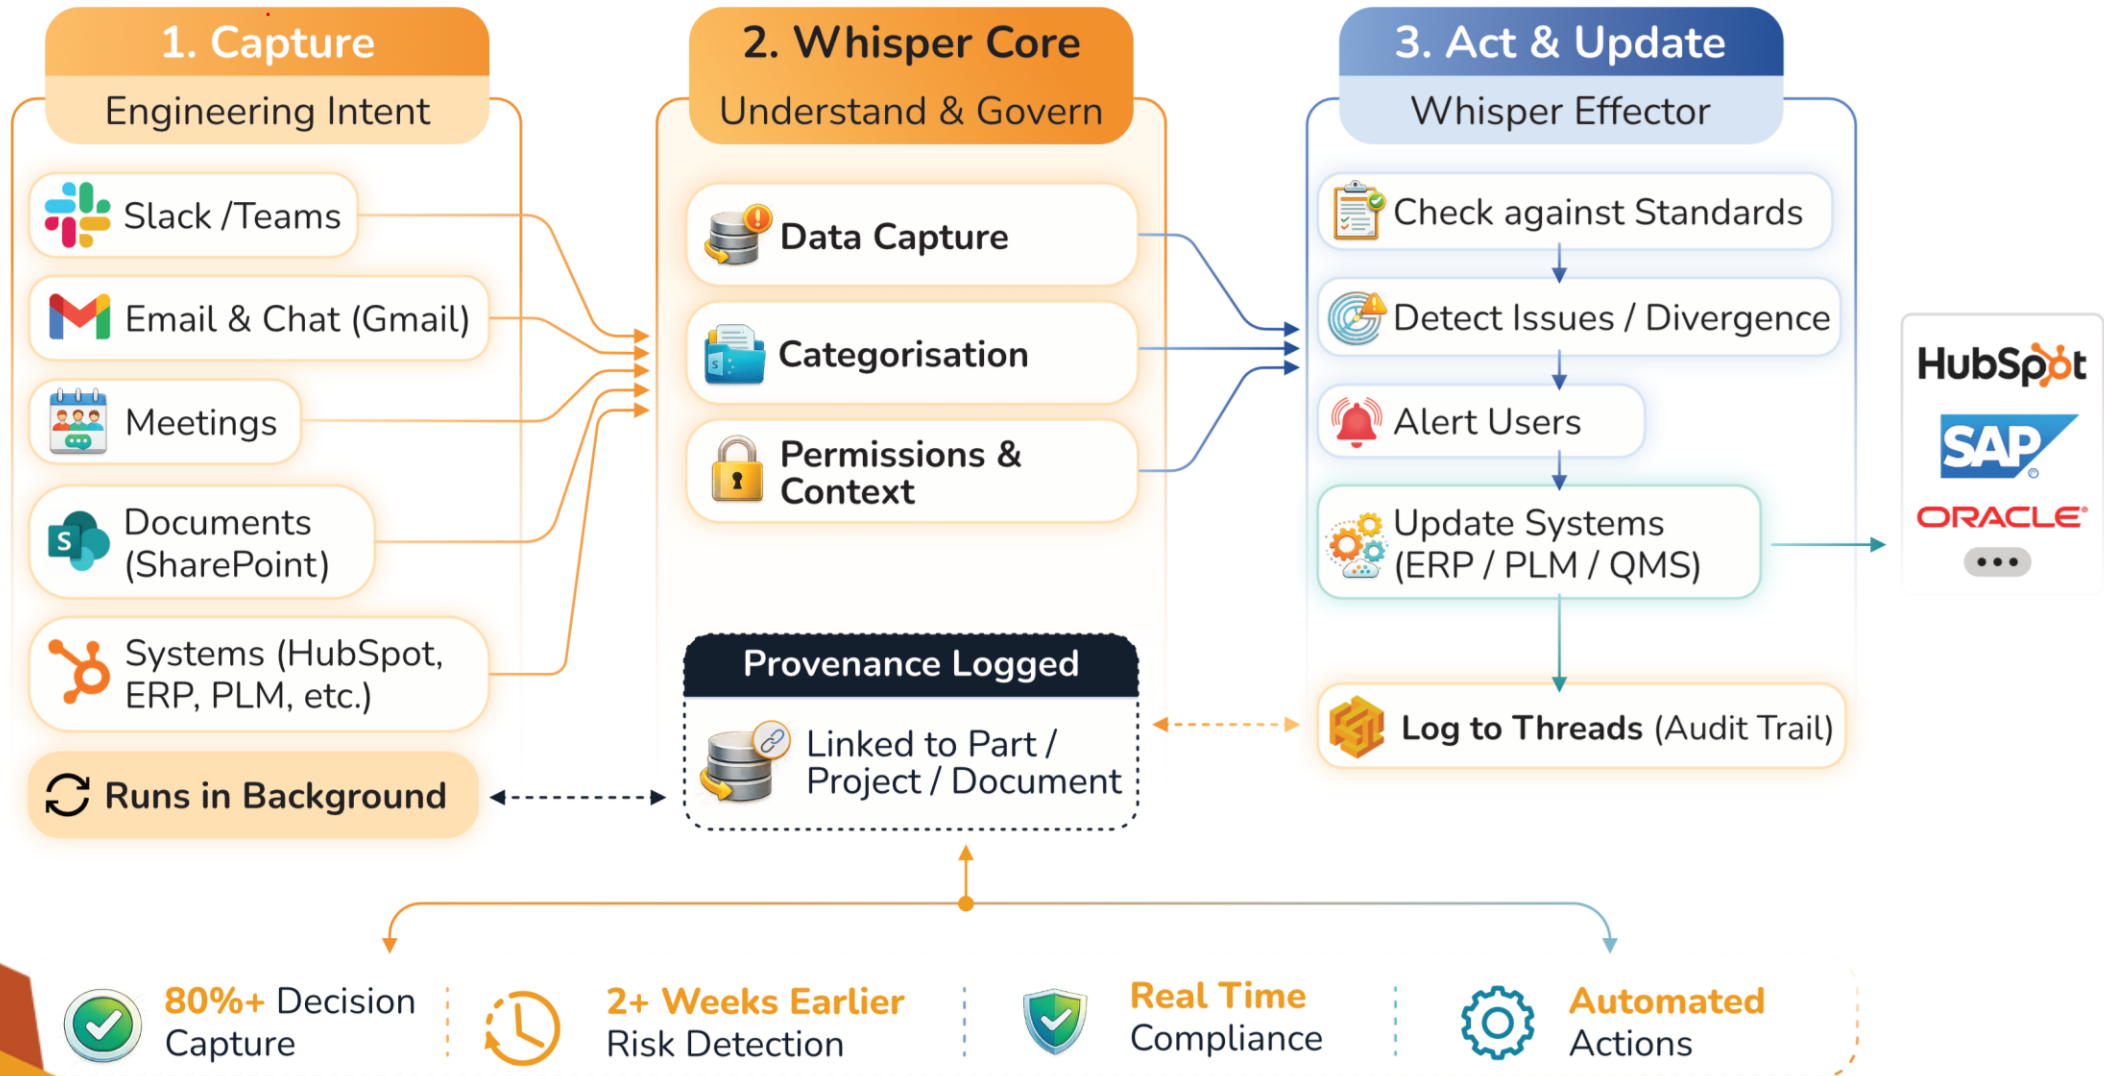 1. Capture
Engineering Intent
Slack /Teams
Email & Chat (Gmail)
Meetings
S
Documents
(SharePoint)
Systems (HubSpot,
ERP, PLM, etc.)
Runs in Background
2. Whisper Core
Understand & Govern
Data Capture
S
Categorisation
Permissions &
Context
Provenance Logged
Linked to Part /
Project / Document
3. Act & Update
Whisper Effector
Check against Standards
Detect Issues / Divergence
Alert Users
Update Systems
(ERP / PLM / QMS)
Log to Threads (Audit Trail)
HubSpot
SAP®
ORACLE®
80%+ Decision
Capture
2+ Weeks Earlier
Risk Detection
Real Time
Compliance
Automated
Actions